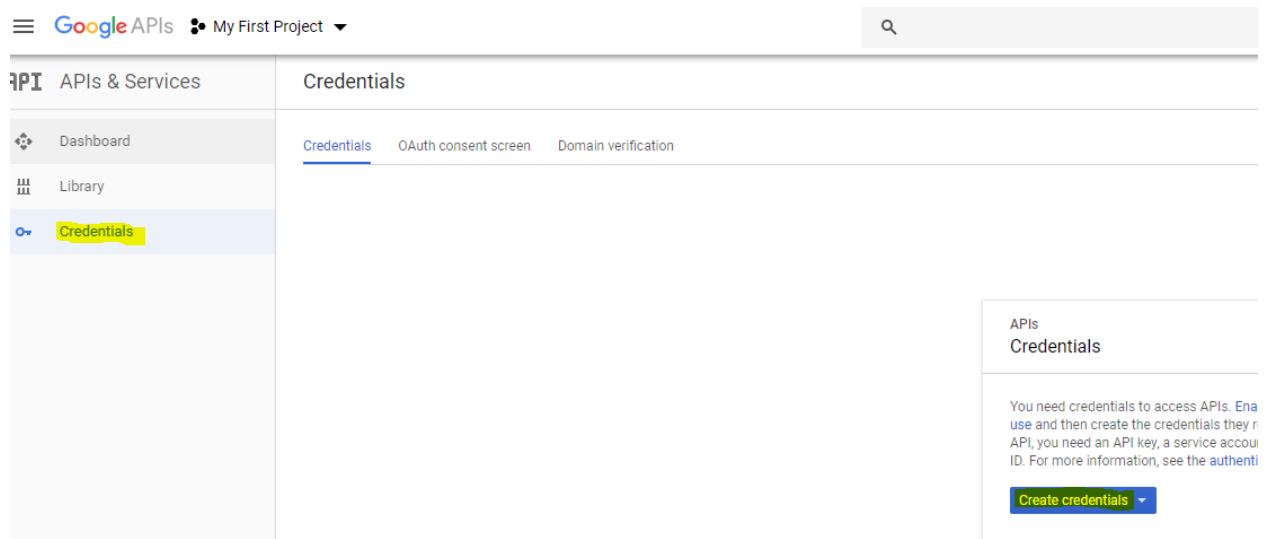 Google APIs My First Project
API APIs & Services
Credentials
Dashboard
Library
Credentials
Credentials OAuth consent screen Domain verification
APIs
Credentials
You need credentials to access APIs. Ena
use and then create the credentials they r
API, you need an API key, a service accou
ID. For more information, see the authenti
Create credentials